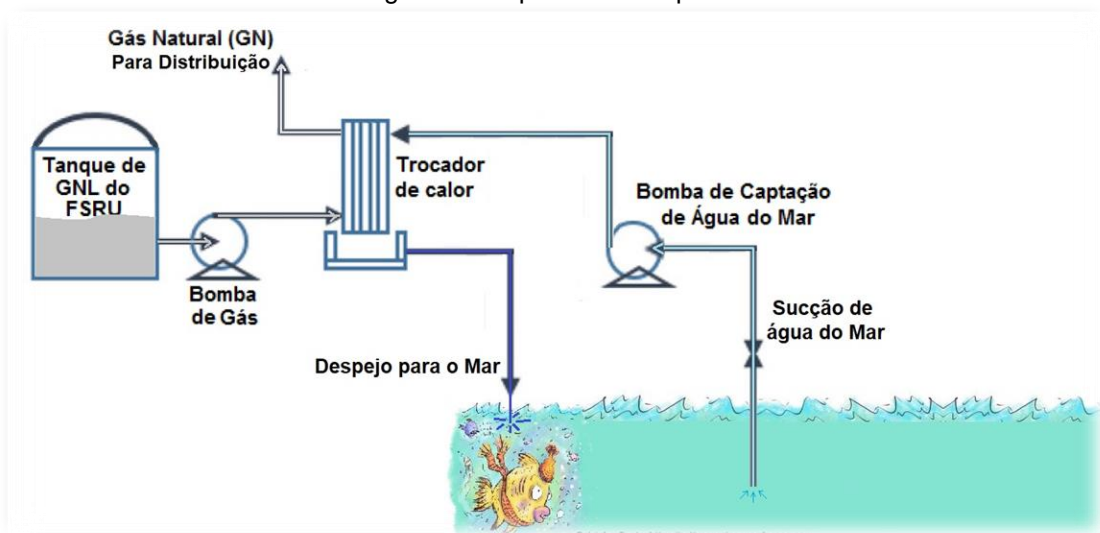 Gás Natural (GN)
Para Distribuição
Tanque de
GNL do
FSRU
Trocador
de calor
Bomba de Captação
de Água do Mar
Bomba
de Gás
Sucção de
água do Mar
Despejo para o Mar